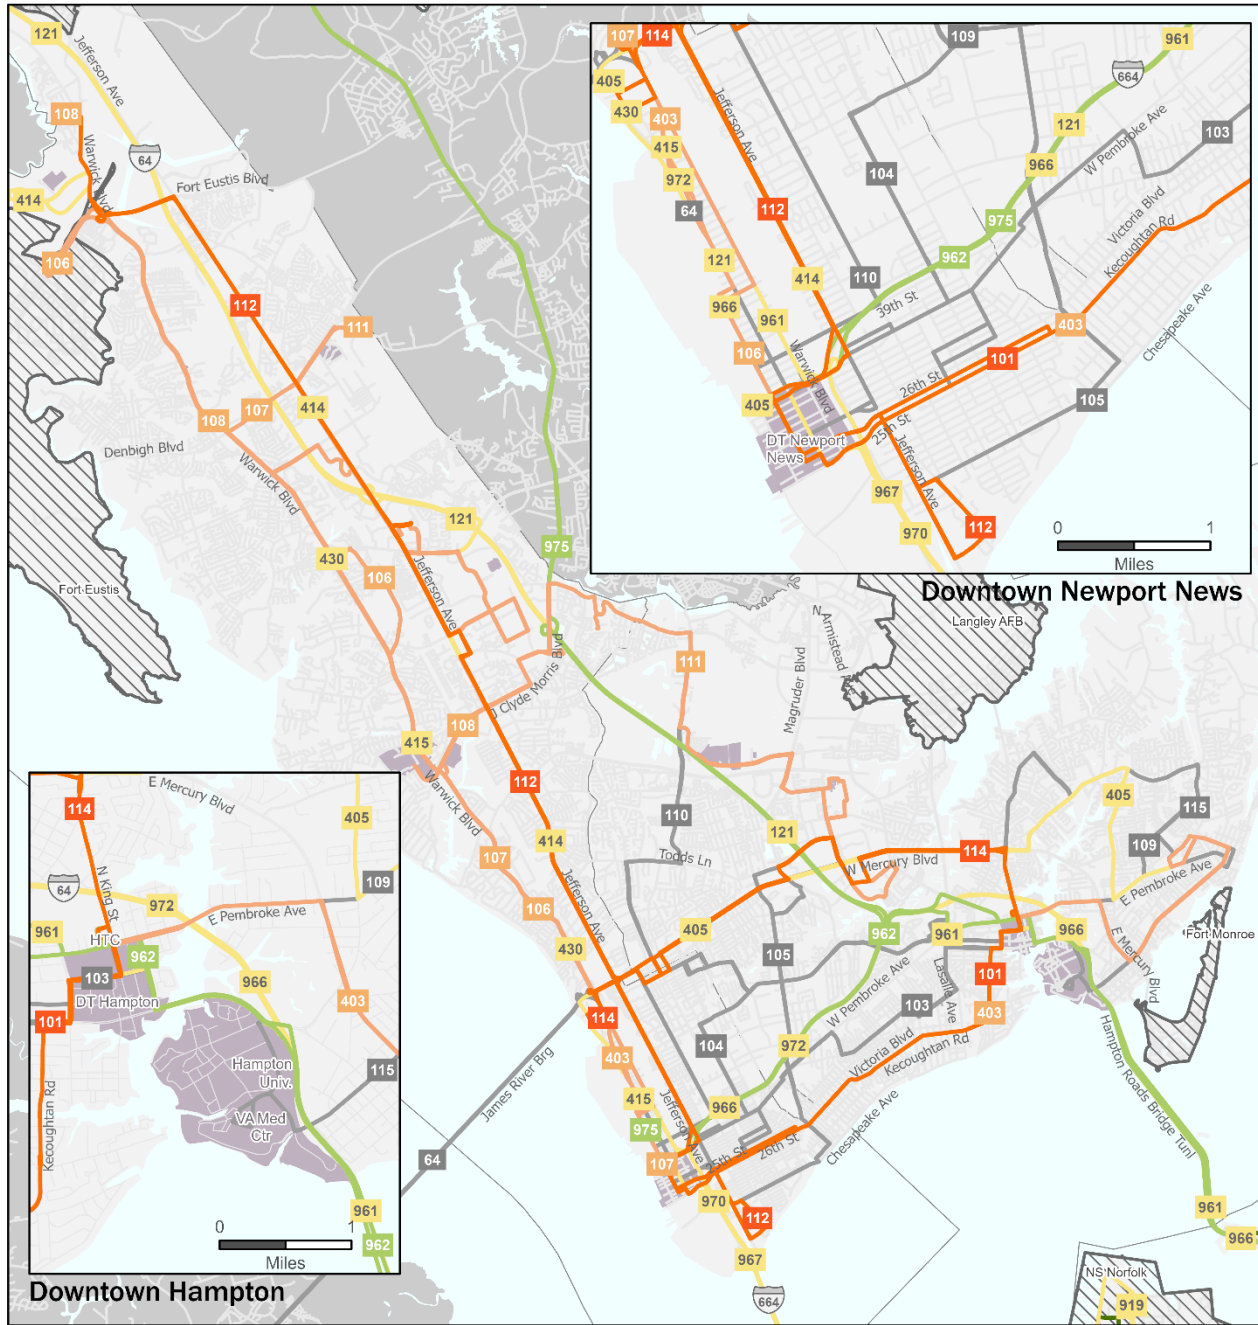 121
Jefferson Ave
108
Warwick Blvd
64
Fort Eustis Blvd
414
106
112
111
108
107
414
Denbigh Blvd
Warwick Blvd
121
430
106
Jefferson Ave
975
Fort Eustis
J Clyde Morris
Blvd
111
Magruder Blvd
N Armistead Ave
Langley AFB
108
415
Warwick Blvd
112
414
107
106
430
Jefferson Ave
110
Todds Ln
121
W Mercury Blvd
114
405
109
115
E Pembroke Ave
405
962
961
966
E Mercury Blvd
Fort Monroe
105
W Pembroke Ave
Lasalle Ave
101
103
403
114
James River Brg
64
403
104
972
Victoria Blvd
Kecoughtan Rd
Hampton Roads Bridge Tunl
415
Jefferson Ave
966
975
107
25th St
26th St
Chesapeake Ave
970
112
967
664
961
966
NS Norfolk
919
107
114
109
961
664
405
430
403
Jefferson Ave
121
W Pembroke Ave
103
415
972
104
966
64
112
975
Victoria Blvd
Kecoughtan Rd
121
414
110
962
966
961
39th St
403
Chesapeake Ave
106
Warwick Blvd
101
26th St
405
25th St
105
DT Newport
News
Jefferson Ave
967
970
112
0 1
Miles
Downtown Newport News
114
E Mercury Blvd
405
N King St
64
972
109
E Pembroke Ave
961
HTC
962
103
966
DT Hampton
403
101
Hampton
Univ.
115
VA Med
Ctr
Kecoughtan Rd
961
0 1
Miles
962
Downtown Hampton